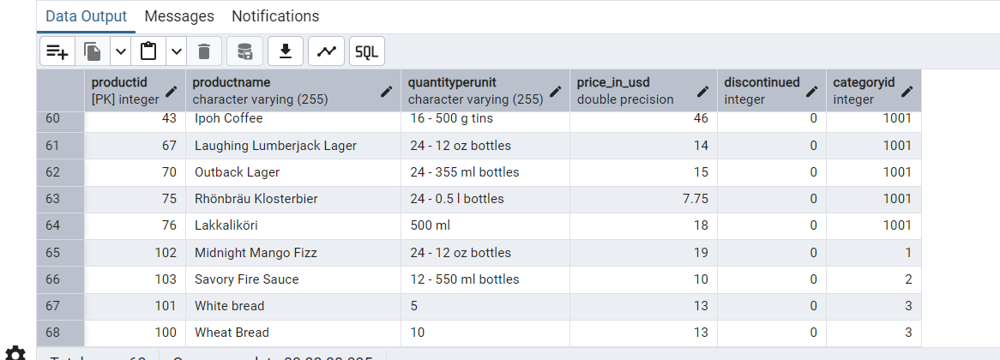 Data Output Messages Notifications
SQL
productid productname quantityperunit price_in_usd discontinued categoryid
[PK] integer character varying (255) character varying (255) double precision integer integer
60 43 Ipoh Coffee 16 - 500 g tins 46 0 1001
61 67 Laughing Lumberjack Lager 24 - 12 oz bottles 14 0 1001
62 70 Outback Lager 24 - 355 ml bottles 15 0 1001
63 75 Rhönbräu Klosterbier 24 - 0.5 l bottles 7.75 0 1001
64 76 Lakkaliköri 500 ml 18 0 1001
65 102 Midnight Mango Fizz 24 - 12 oz bottles 19 0 1
66 103 Savory Fire Sauce 12 - 550 ml bottles 10 0 2
67 101 White bread 5 13 0 3
68 100 Wheat Bread 10 13 0 3